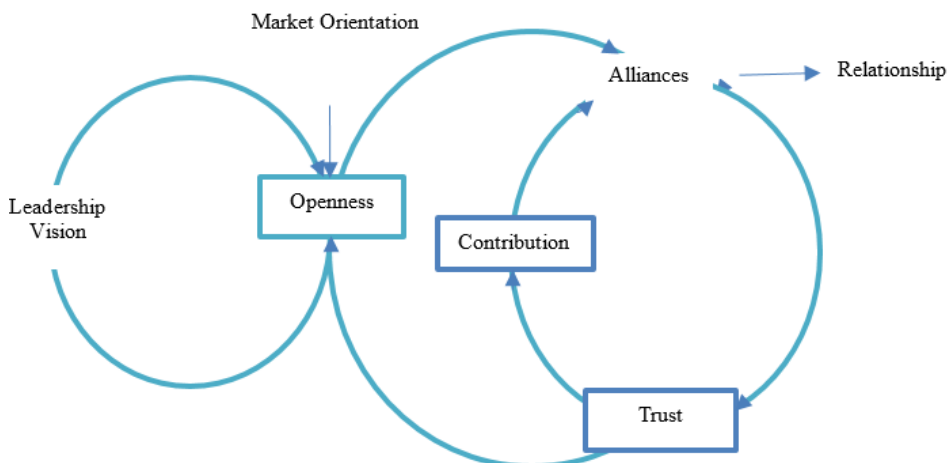 Market Orientation
Alliances
Relationship
Leadership
Vision
Openness
Contribution
Trust